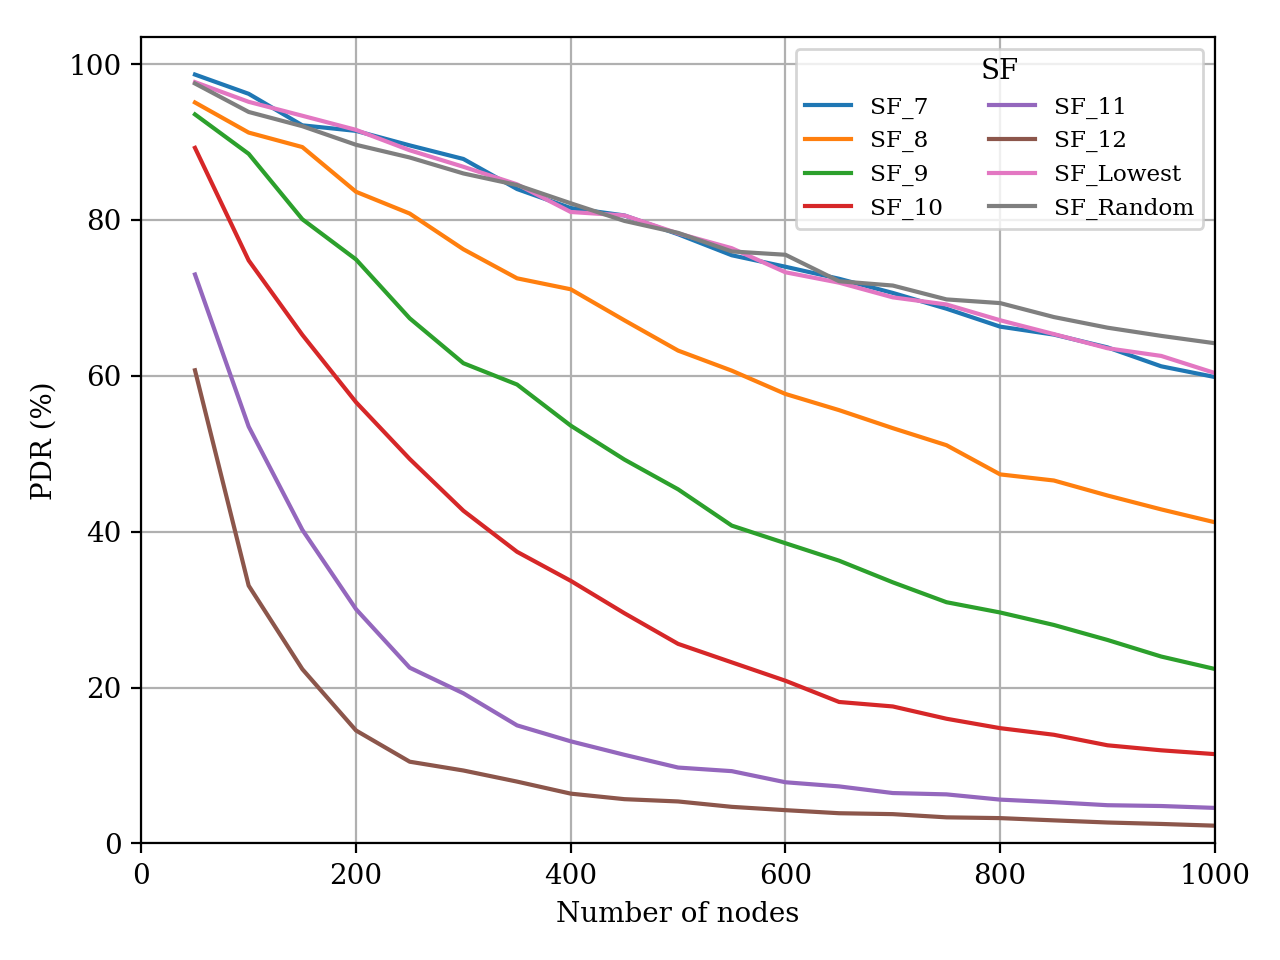 100
80
60
40
20
0
PDR (%)
SF
SF_7
SF_8
SF_9
SF_10
SF_11
SF_12
SF_Lowest
SF_Random
0 200 400 600 800 1000
Number of nodes